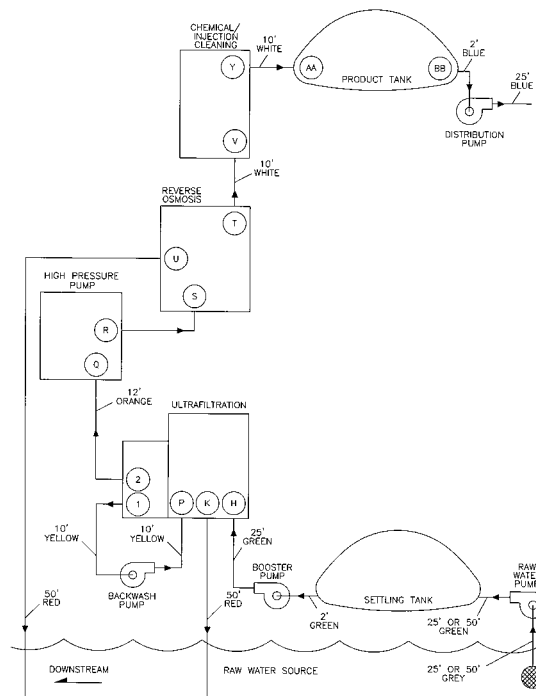 CHEMICAL/
INJECTION
CLEANING
10'
WHITE
Y
V
AA
BB
PRODUCT TANK
2'
BLUE
25'
BLUE
DISTRIBUTION
PUMP
10'
WHITE
REVERSE
OSMOSIS
T
U
S
HIGH PRESSURE
PUMP
R
Q
12'
ORANGE
ULTRAFILTRATION
2
1
P
K
H
10'
YELLOW
10'
YELLOW
BACKWASH
PUMP
25'
GREEN
BOOSTER
PUMP
2'
GREEN
SETTLING TANK
RAW
WATE
PUMP
25' OR 50'
GREEN
50'
RED
50'
RED
25' OR 50'
GREY
DOWNSTREAM
RAW WATER SOURCE